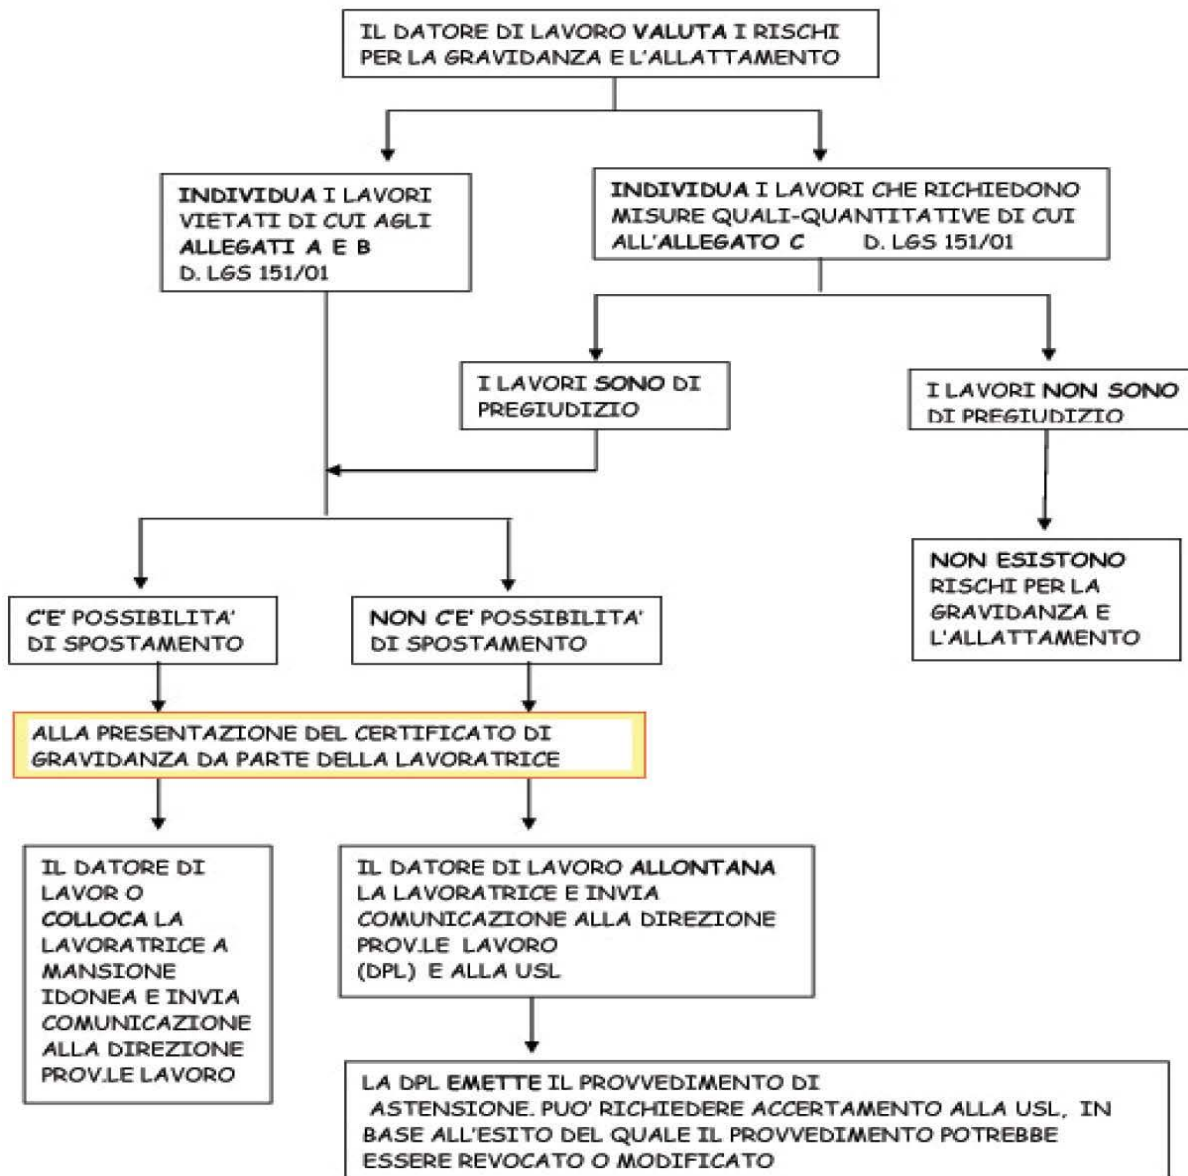 IL DATORE DI LAVORO VALUTA I RISCHI
PER LA GRAVIDANZA E L'ALLATTAMENTO
INDIVIDUA I LAVORI
VIETATI DI CUI AGLI
ALLEGATI A E B
D. LGS 151/01
INDIVIDUA I LAVORI CHE RICHIEDONO
MISURE QUALI-QUANTITATIVE DI CUI
ALL'ALLEGATO C D. LGS 151/01
I LAVORI SONO DI
PREGIUDIZIO
I LAVORI NON SONO
DI PREGIUDIZIO
NON ESISTONO
RISCHI PER LA
GRAVIDANZA E
L'ALLATTAMENTO
C'E' POSSIBILITA'
DI SPOSTAMENTO
NON C'E' POSSIBILITA'
DI SPOSTAMENTO
ALLA PRESENTAZIONE DEL CERTIFICATO DI
GRAVIDANZA DA PARTE DELLA LAVORATRICE
IL DATORE DI
LAVOR O
COLLOCA LA
LAVORATRICE A
MANSIONE
IDONEA E INVIA
COMUNICAZIONE
ALLA DIREZIONE
PROV.LE LAVORO
IL DATORE DI LAVORO ALLONTANA
LA LAVORATRICE E INVIA
COMUNICAZIONE ALLA DIREZIONE
PROV.LE LAVORO
(DPL) E ALLA USL
LA DPL EMETTE IL PROVVEDIMENTO DI
ASTENSIONE. PUO' RICHIEDERE ACCERTAMENTO ALLA USL, IN
BASE ALL'ESITO DEL QUALE IL PROVVEDIMENTO POTREBBE
ESSERE REVOCATO O MODIFICATO